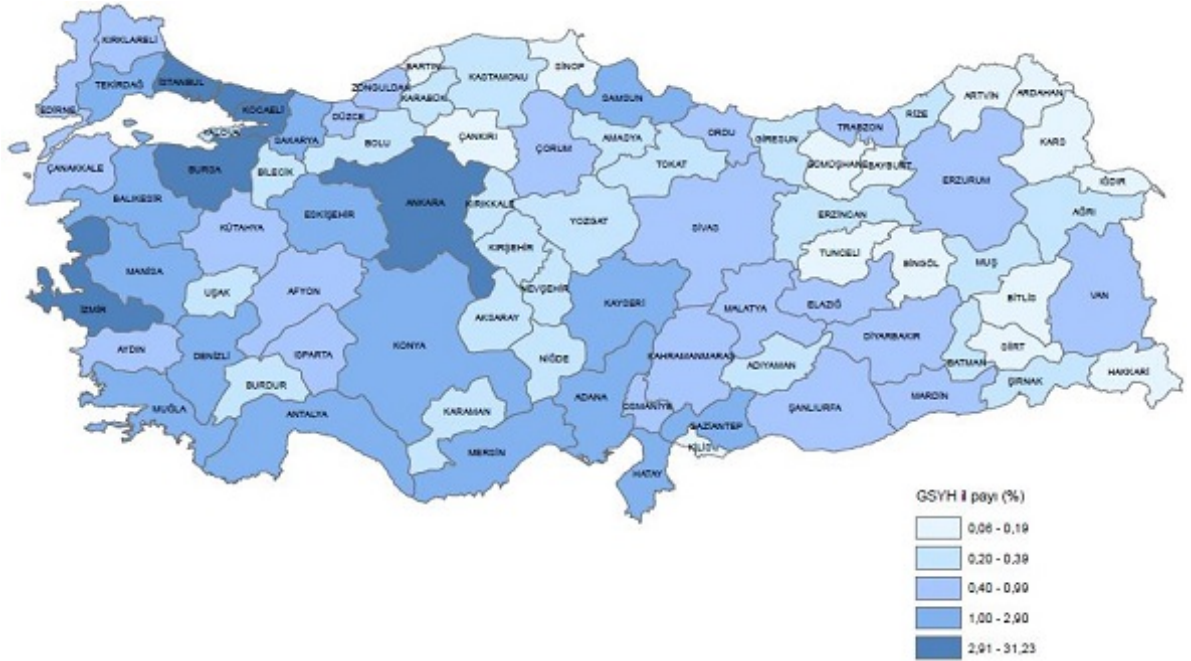 KIRKLARELİ
EDİRNE
TEKİRDAĞ
İSTANBUL
KOCAELİ
YALOVA
SAKARYA
DÜZCE
ZONGULDAK
BARTIN
KARABÜK
KASTAMONU
SİNOP
SAMSUN
ÇANAKKALE
BALIKESİR
BURSA
BİLECİK
BOLU
ÇANKIRI
ÇORUM
AMASYA
TOKAT
ORDU
GİRESUN
TRABZON
GÜMÜŞHANE
BAYBURT
RİZE
ARTVİN
ARDAHAN
KARS
IĞDIR
AĞRI
ERZURUM
ERZİNCAN
KÜTAHYA
ESKİŞEHİR
ANKARA
KIRIKKALE
KIRŞEHİR
YOZGAT
SİVAS
TUNCELİ
BİNGÖL
MUŞ
BİTLİS
VAN
MANİSA
İZMİR
UŞAK
AFYON
NEVŞEHİR
AKSARAY
KAYSERİ
MALATYA
ELAZIĞ
DİYARBAKIR
BATMAN
SİİRT
ŞIRNAK
HAKKARİ
AYDIN
DENİZLİ
ISPARTA
KONYA
NİĞDE
KAHRAMANMARAŞ
ADIYAMAN
MARDİN
ŞANLIURFA
MUĞLA
BURDUR
ANTALYA
KARAMAN
MERSİN
ADANA
OSMANİYE
GAZİANTEP
KİLİS
HATAY
GSYH il payı (%)
0,06 - 0,19
0,20 - 0,39
0,40 - 0,99
1,00 - 2,90
2,91 - 31,23